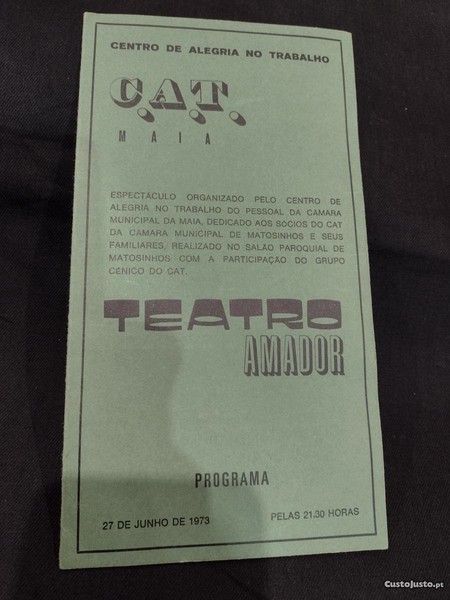 CENTRO DE ALEGRIA NO TRABALHO
C.A.T.
MAIA
ESPECTÁCULO ORGANIZADO PELO CENTRO DE
ALEGRIA NO TRABALHO DO PESSOAL DA CAMARA
MUNICIPAL DA MAIA, DEDICADO AOS SÓCIOS DO CAT
DA CAMARA MUNICIPAL DE MATOSINHOS E SEUS
FAMILIARES, REALIZADO NO SALÃO PAROQUIAL DE
MATOSINHOS COM A PARTICIPAÇÃO DO GRUPO
CENICO DO CAT.
TEATRO
AMADOR
PROGRAMA
27 DE JUNHO DE 1973 PELAS 21.30 HORAS
CustoJusto.pt